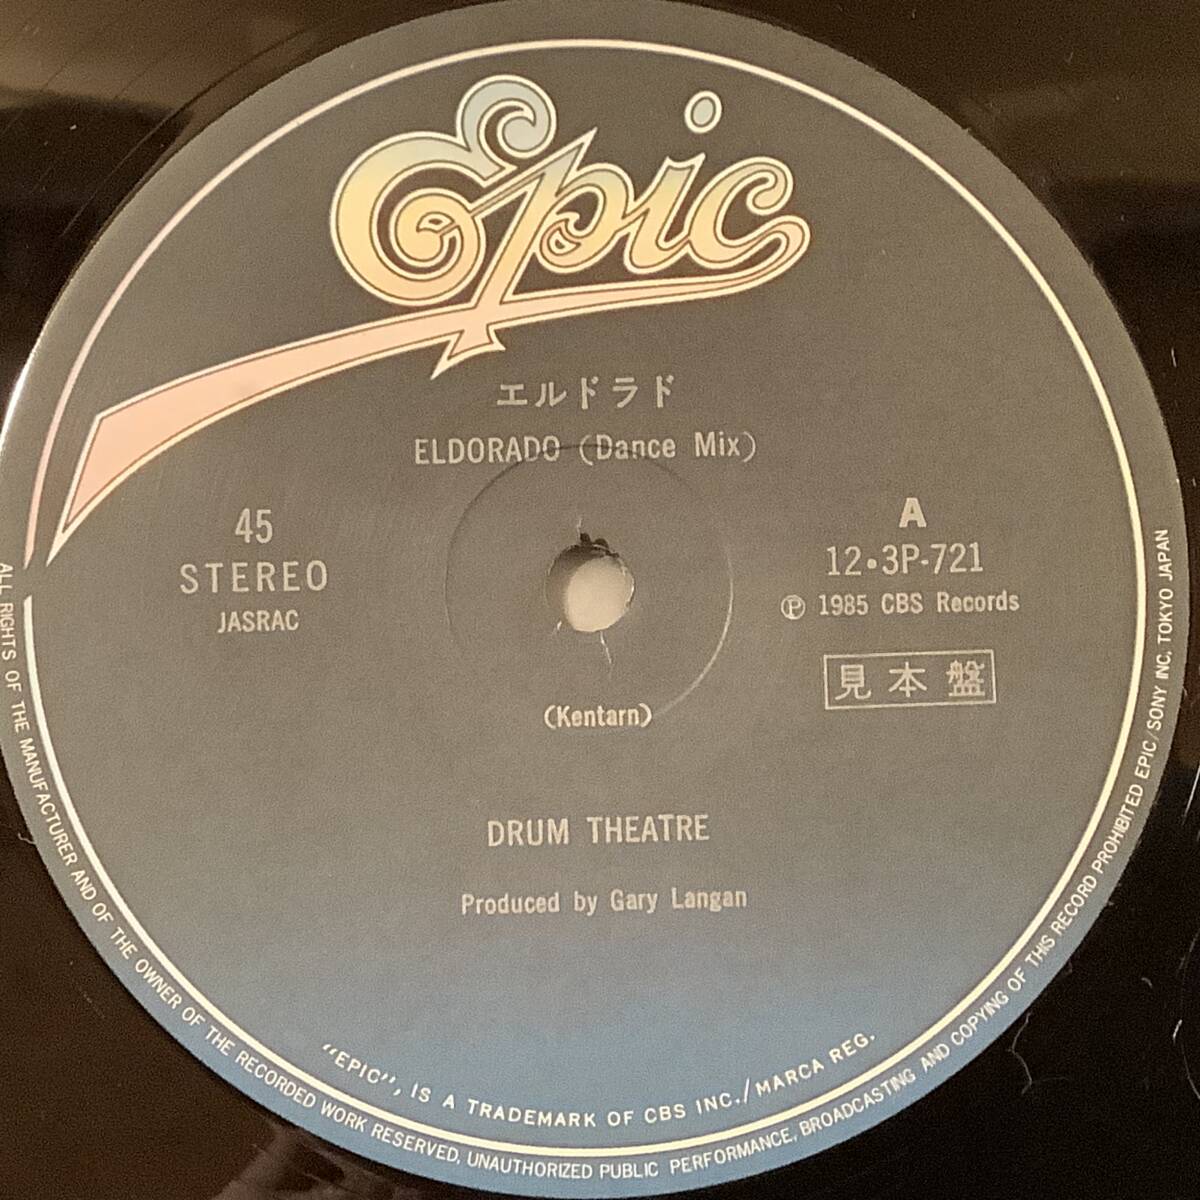 Epic
エルドラド
ELDORADO (Dance Mix)
45
STEREO
JASRAC
A
12・3P-721
Ⓟ 1985 CBS Records
見本盤
(Kentarn)
DRUM THEATRE
Produced by Gary Langan
"EPIC", IS A TRADEMARK OF CBS INC./MARCA REG.
ALL RIGHTS OF THE MANUFACTURER AND OF THE OWNER OF THE RECORDED WORK RESERVED, UNAUTHORIZED PUBLIC PERFORMANCE, BROADCASTING AND COPYING OF THIS RECORD PROHIBITED EPIC/SONY INC, TOKYO JAPAN